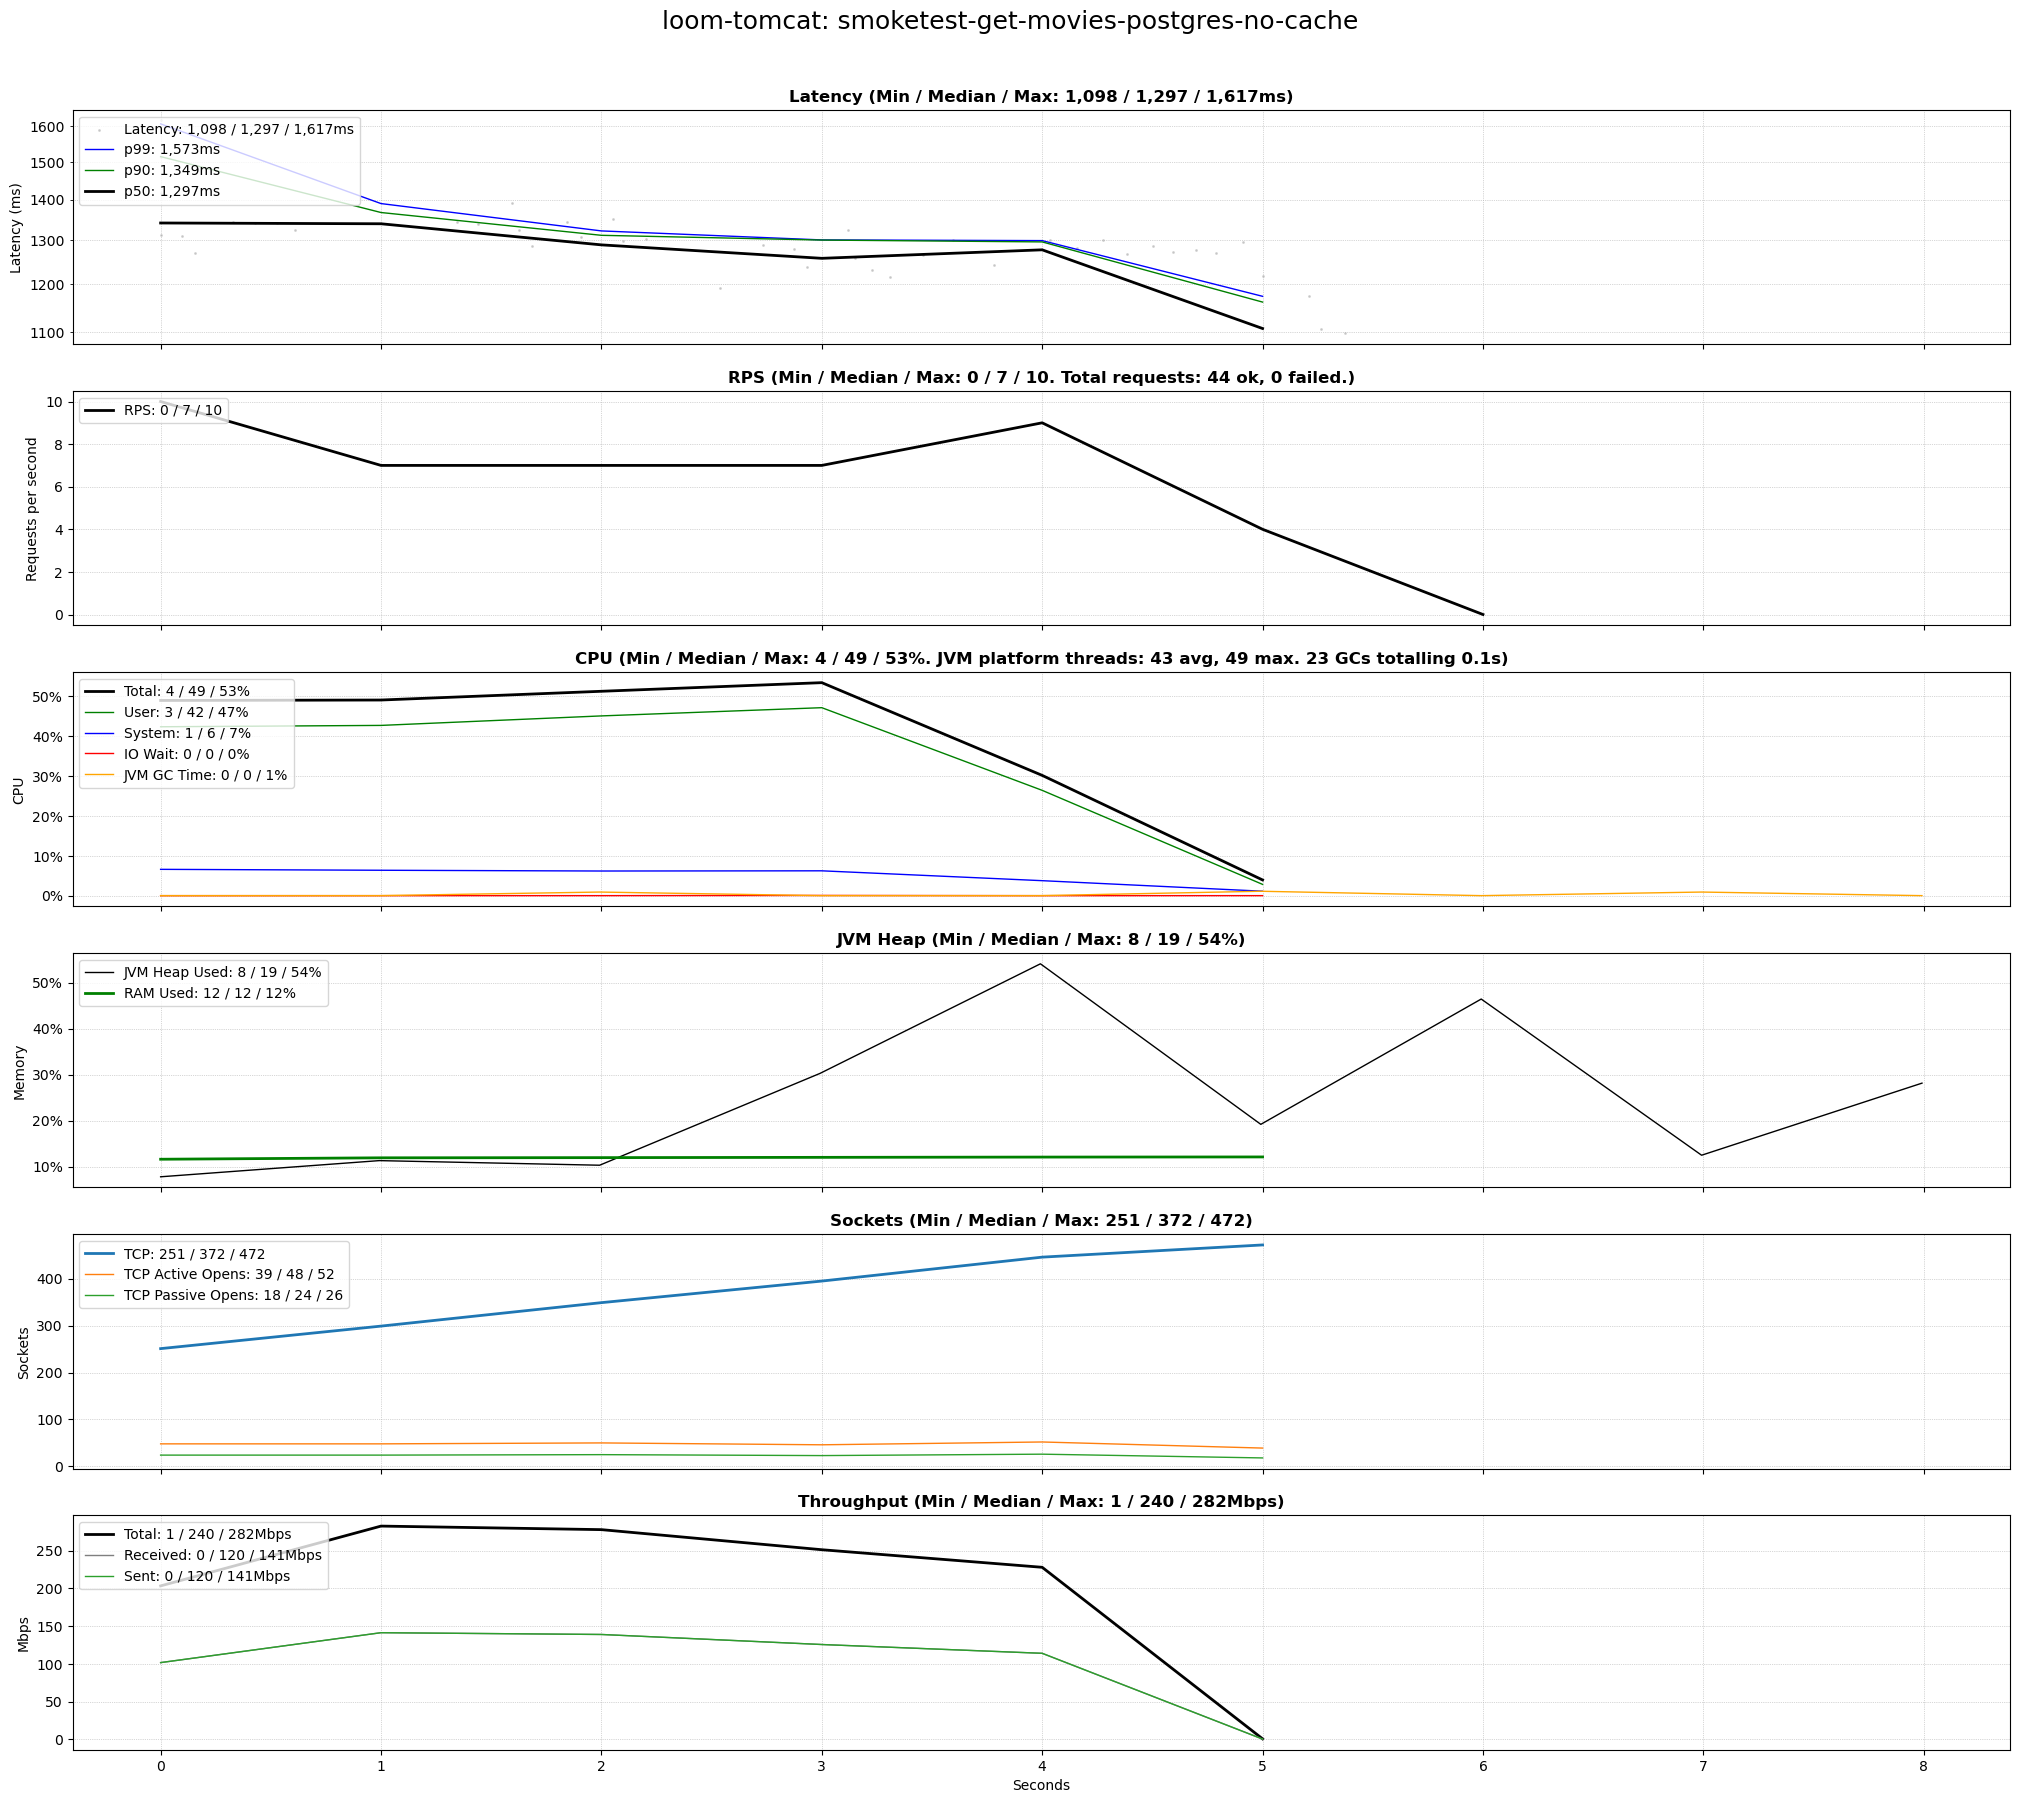 loom-tomcat: smoketest-get-movies-postgres-no-cache
Latency (Min / Median / Max: 1,098 / 1,297 / 1,617ms)
Latency: 1,098 / 1,297 / 1,617ms
p99: 1,573ms
p90: 1,349ms
p50: 1,297ms
Latency (ms)
1600
1500
1400
1300
1200
1100
RPS (Min / Median / Max: 0 / 7 / 10. Total requests: 44 ok, 0 failed.)
RPS: 0 / 7 / 10
Requests per second
10
8
6
4
2
0
CPU (Min / Median / Max: 4 / 49 / 53%. JVM platform threads: 43 avg, 49 max. 23 GCs totalling 0.1s)
Total: 4 / 49 / 53%
User: 3 / 42 / 47%
System: 1 / 6 / 7%
IO Wait: 0 / 0 / 0%
JVM GC Time: 0 / 0 / 1%
CPU
50%
40%
30%
20%
10%
0%
JVM Heap (Min / Median / Max: 8 / 19 / 54%)
JVM Heap Used: 8 / 19 / 54%
RAM Used: 12 / 12 / 12%
Memory
50%
40%
30%
20%
10%
Sockets (Min / Median / Max: 251 / 372 / 472)
TCP: 251 / 372 / 472
TCP Active Opens: 39 / 48 / 52
TCP Passive Opens: 18 / 24 / 26
Sockets
400
300
200
100
0
Throughput (Min / Median / Max: 1 / 240 / 282Mbps)
Total: 1 / 240 / 282Mbps
Received: 0 / 120 / 141Mbps
Sent: 0 / 120 / 141Mbps
Mbps
250
200
150
100
50
0
0 1 2 3 4 5 6 7 8
Seconds